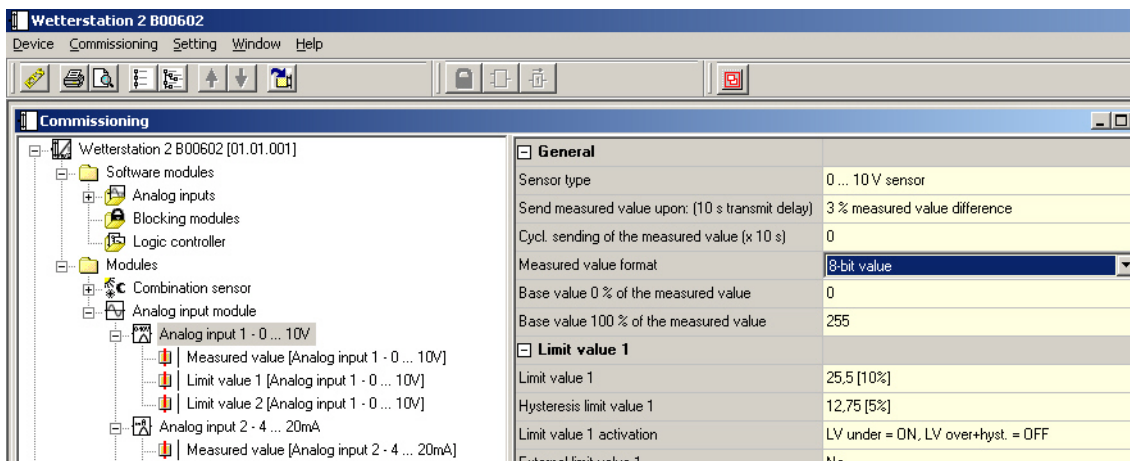 Wetterstation 2 B00602
Device Commissioning Setting Window Help
Commissioning
Wetterstation 2 B00602 [01.01.001]
Software modules
Analog inputs
Blocking modules
Logic controller
Modules
Combination sensor
Analog input module
Analog input 1 - 0 ... 10V
Measured value [Analog input 1 - 0 ... 10V]
Limit value 1 [Analog input 1 - 0 ... 10V]
Limit value 2 [Analog input 1 - 0 ... 10V]
Analog input 2 - 4 ... 20mA
Measured value [Analog input 2 - 4 ... 20mA]
General
Sensor type 0 ... 10 V sensor
Send measured value upon: (10 s transmit delay) 3 % measured value difference
Cycl. sending of the measured value (x 10 s) 0
Measured value format 8-bit value
Base value 0 % of the measured value 0
Base value 100 % of the measured value 255
Limit value 1
Limit value 1 25,5 [10%]
Hysteresis limit value 1 12,75 [5%]
Limit value 1 activation LV under = ON, LV over+hyst. = OFF
External limit value 1 No